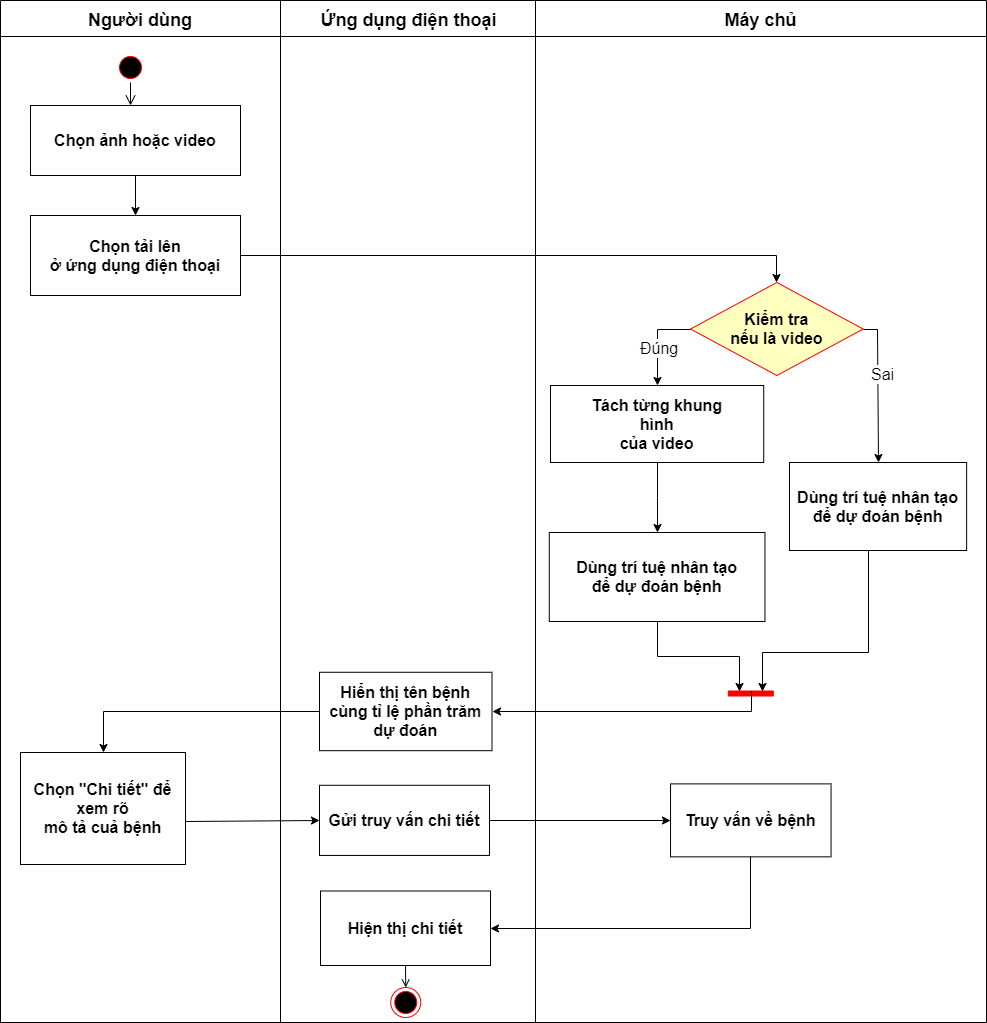 Người dùng
Ứng dụng điện thoại
Máy chủ
Chọn ảnh hoặc video
Chọn tải lên
ở ứng dụng điện thoại
Kiểm tra
nếu là video
Đúng
Sai
Tách từng khung
hình
của video
Dùng trí tuệ nhân tạo
để dự đoán bệnh
Dùng trí tuệ nhân tạo
để dự đoán bệnh
Hiển thị tên bệnh
cùng tỉ lệ phần trăm
dự đoán
Chọn "Chi tiết" để
xem rõ
mô tả cuả bệnh
Gửi truy vấn chi tiết
Truy vấn về bệnh
Hiện thị chi tiết